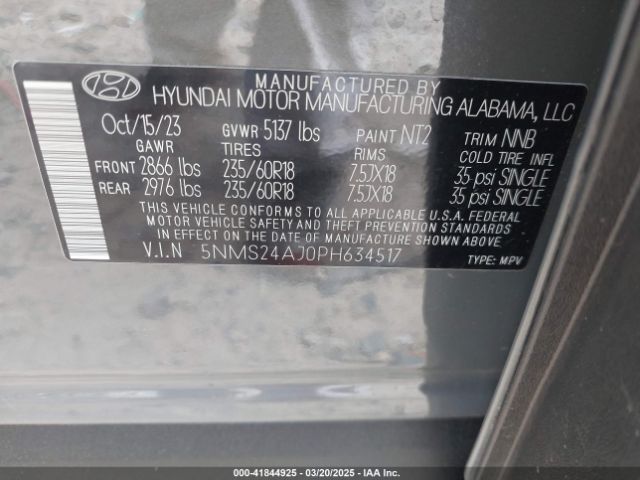 MANUFACTURED BY
HYUNDAI MOTOR MANUFACTURING ALABAMA, LLC
Oct/15/23 GVWR 5137 lbs PAINT NT2 TRIM NNB
GAWR TIRES RIMS COLD TIRE INFL
FRONT 2866 lbs 235/60R18 7.5JX18 35 psi SINGLE
REAR 2976 lbs 235/60R18 7.5JX18 35 psi SINGLE
THIS VEHICLE CONFORMS TO ALL APPLICABLE U.S.A. FEDERAL
MOTOR VEHICLE SAFETY AND THEFT PREVENTION STANDARDS
IN EFFECT ON THE DATE OF MANUFACTURE SHOWN ABOVE.
V.I.N 5NMS24AJ0PH634517 TYPE: MPV
000-41844925 - 03/20/2025 - IAAI.COM